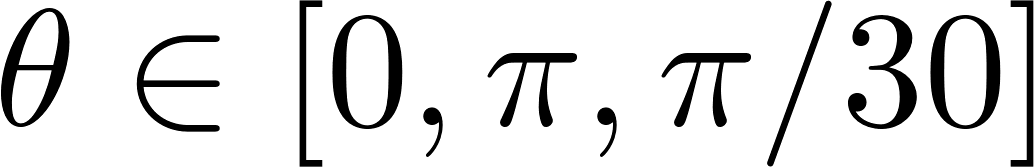 θ ∈ [0, π, π/30]